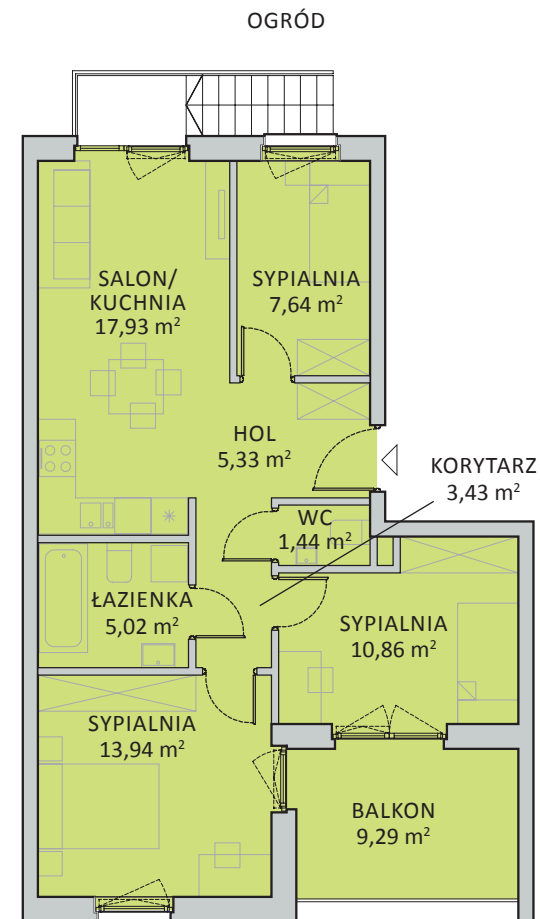 OGRÓD
SALON/
KUCHNIA
17,93 m²
SYPIALNIA
7,64 m²
HOL
5,33 m²
KORYTARZ
3,43 m²
WC
1,44 m²
ŁAZIENKA
5,02 m²
SYPIALNIA
10,86 m²
SYPIALNIA
13,94 m²
BALKON
9,29 m²